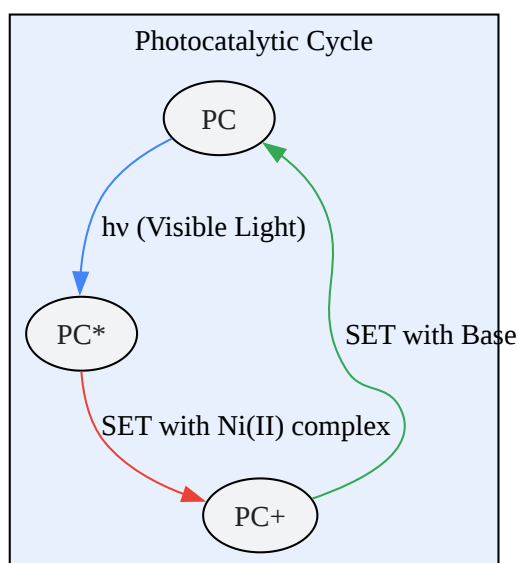 Photocatalytic Cycle
PC
hν (Visible Light)
PC*
SET with Base
SET with Ni(II) complex
PC+